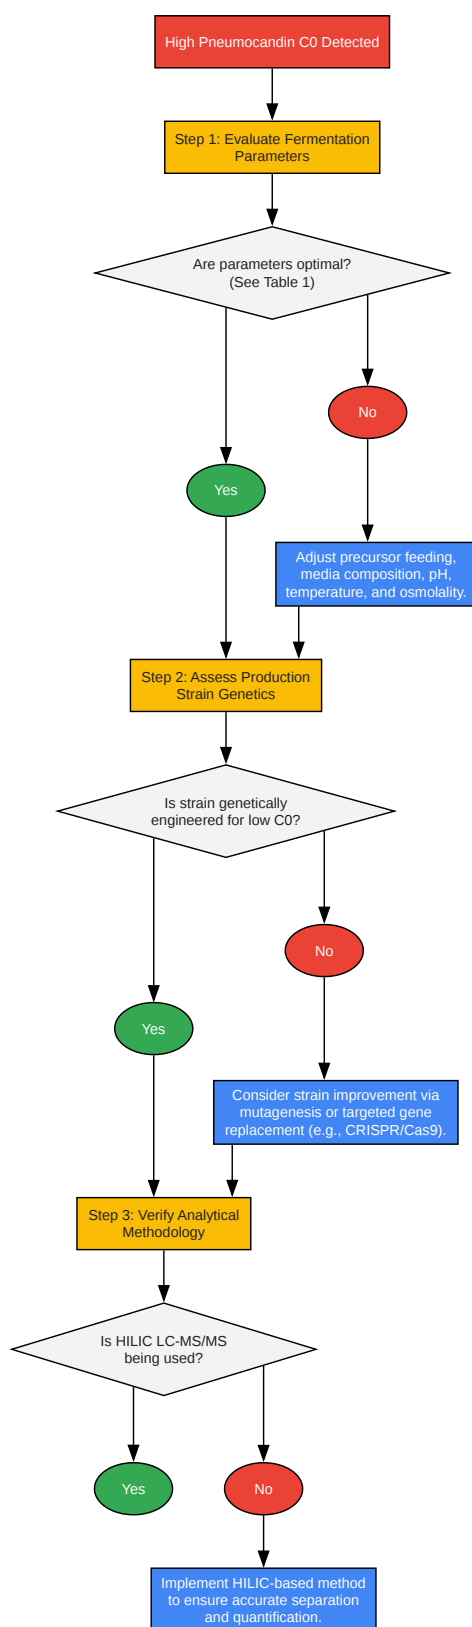 High Pneumocandin C0 Detected
Step 1: Evaluate Fermentation
Parameters
Are parameters optimal?
(See Table 1)
No
Yes
Adjust precursor feeding,
media composition, pH,
temperature, and osmolality.
Step 2: Assess Production
Strain Genetics
Is strain genetically
engineered for low C0?
No
Yes
Consider strain improvement via
mutagenesis or targeted gene
replacement (e.g., CRISPR/Cas9).
Step 3: Verify Analytical
Methodology
Is HILIC LC-MS/MS
being used?
Yes
No
Implement HILIC-based method
to ensure accurate separation
and quantification.